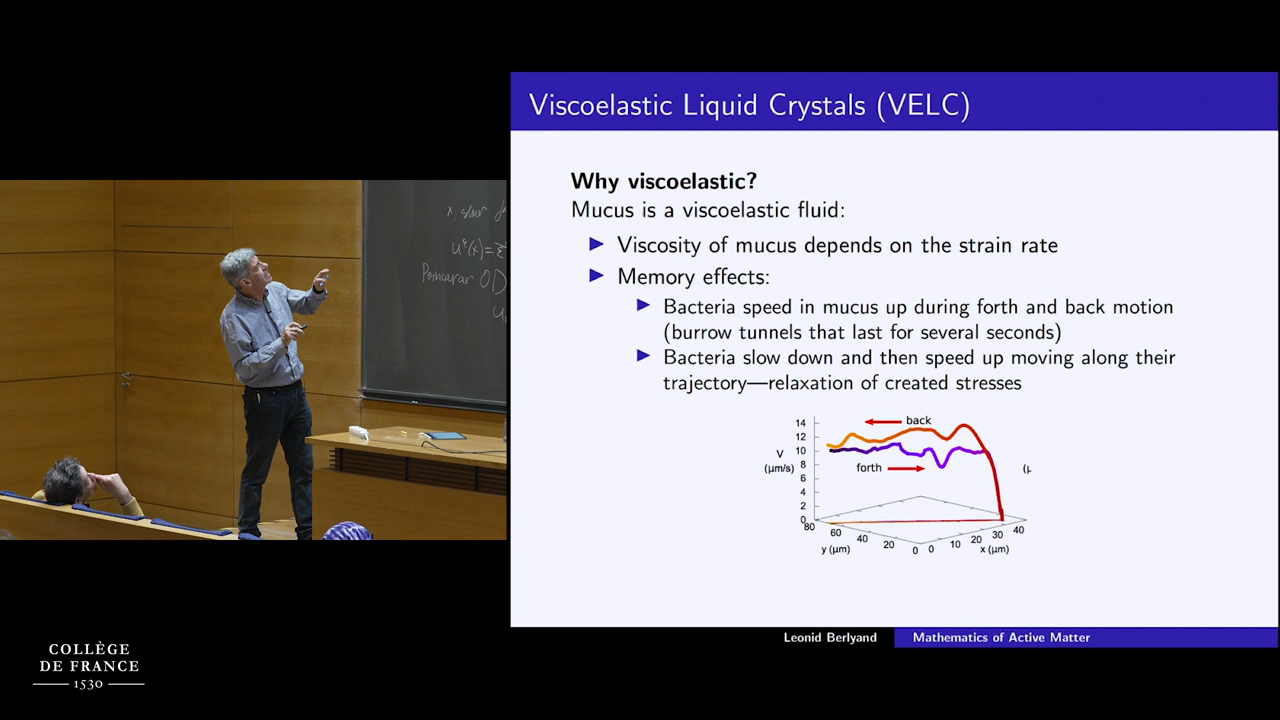 Viscoelastic Liquid Crystals (VELC)
Why viscoelastic?
Mucus is a viscoelastic fluid:
Viscosity of mucus depends on the strain rate
Memory effects:
Bacteria speed in mucus up during forth and back motion
(burrow tunnels that last for several seconds)
Bacteria slow down and then speed up moving along their
trajectory—relaxation of created stresses
14
12
10
8
6
4
2
0
V
(μm/s)
back
forth
(μ
80
60
40
20
0
y (μm)
0
10
20
30
40
x (μm)
Leonid Berlyand
Mathematics of Active Matter
x, slow
Poincaré
COLLÈGE
DE FRANCE
1530